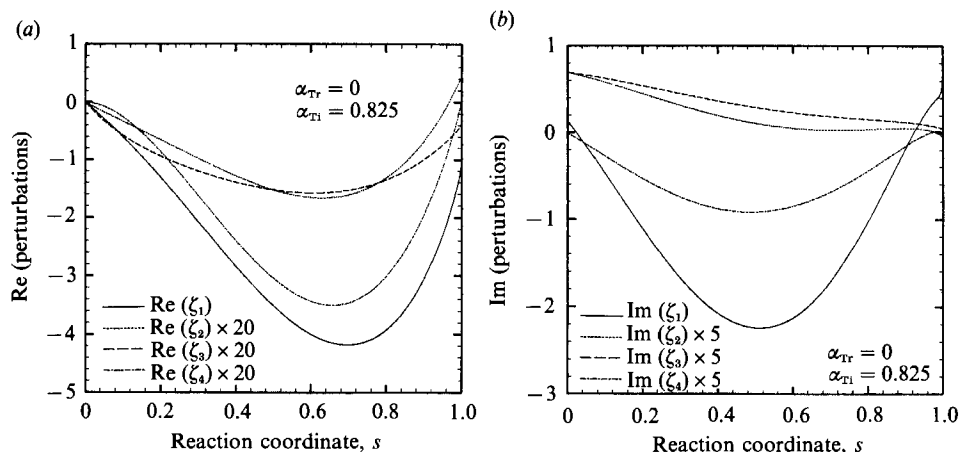 (a)
1
0
−1
−2
−3
−4
−5
Re (perturbations)
α_Tr = 0
α_Ti = 0.825
Re (ζ₁)
Re (ζ₂) × 20
Re (ζ₃) × 20
Re (ζ₄) × 20
0
0.2
0.4
0.6
0.8
1.0
Reaction coordinate, s
(b)
1
0
−1
−2
−3
Im (perturbations)
Im (ζ₁)
Im (ζ₂) × 5
Im (ζ₃) × 5
Im (ζ₄) × 5
α_Tr = 0
α_Ti = 0.825
0
0.2
0.4
0.6
0.8
1.0
Reaction coordinate, s